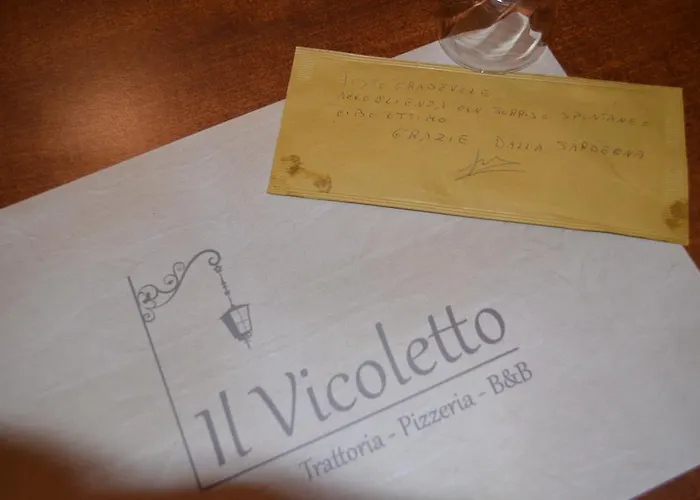 POSTO GRADEVOLE
ACCOGLIENZA CON SORRISO SPONTANEO
CIBO OTTIMO
GRAZIE DALLA SARDEGNA
Il Vicoletto
Trattoria - Pizzeria - B&B